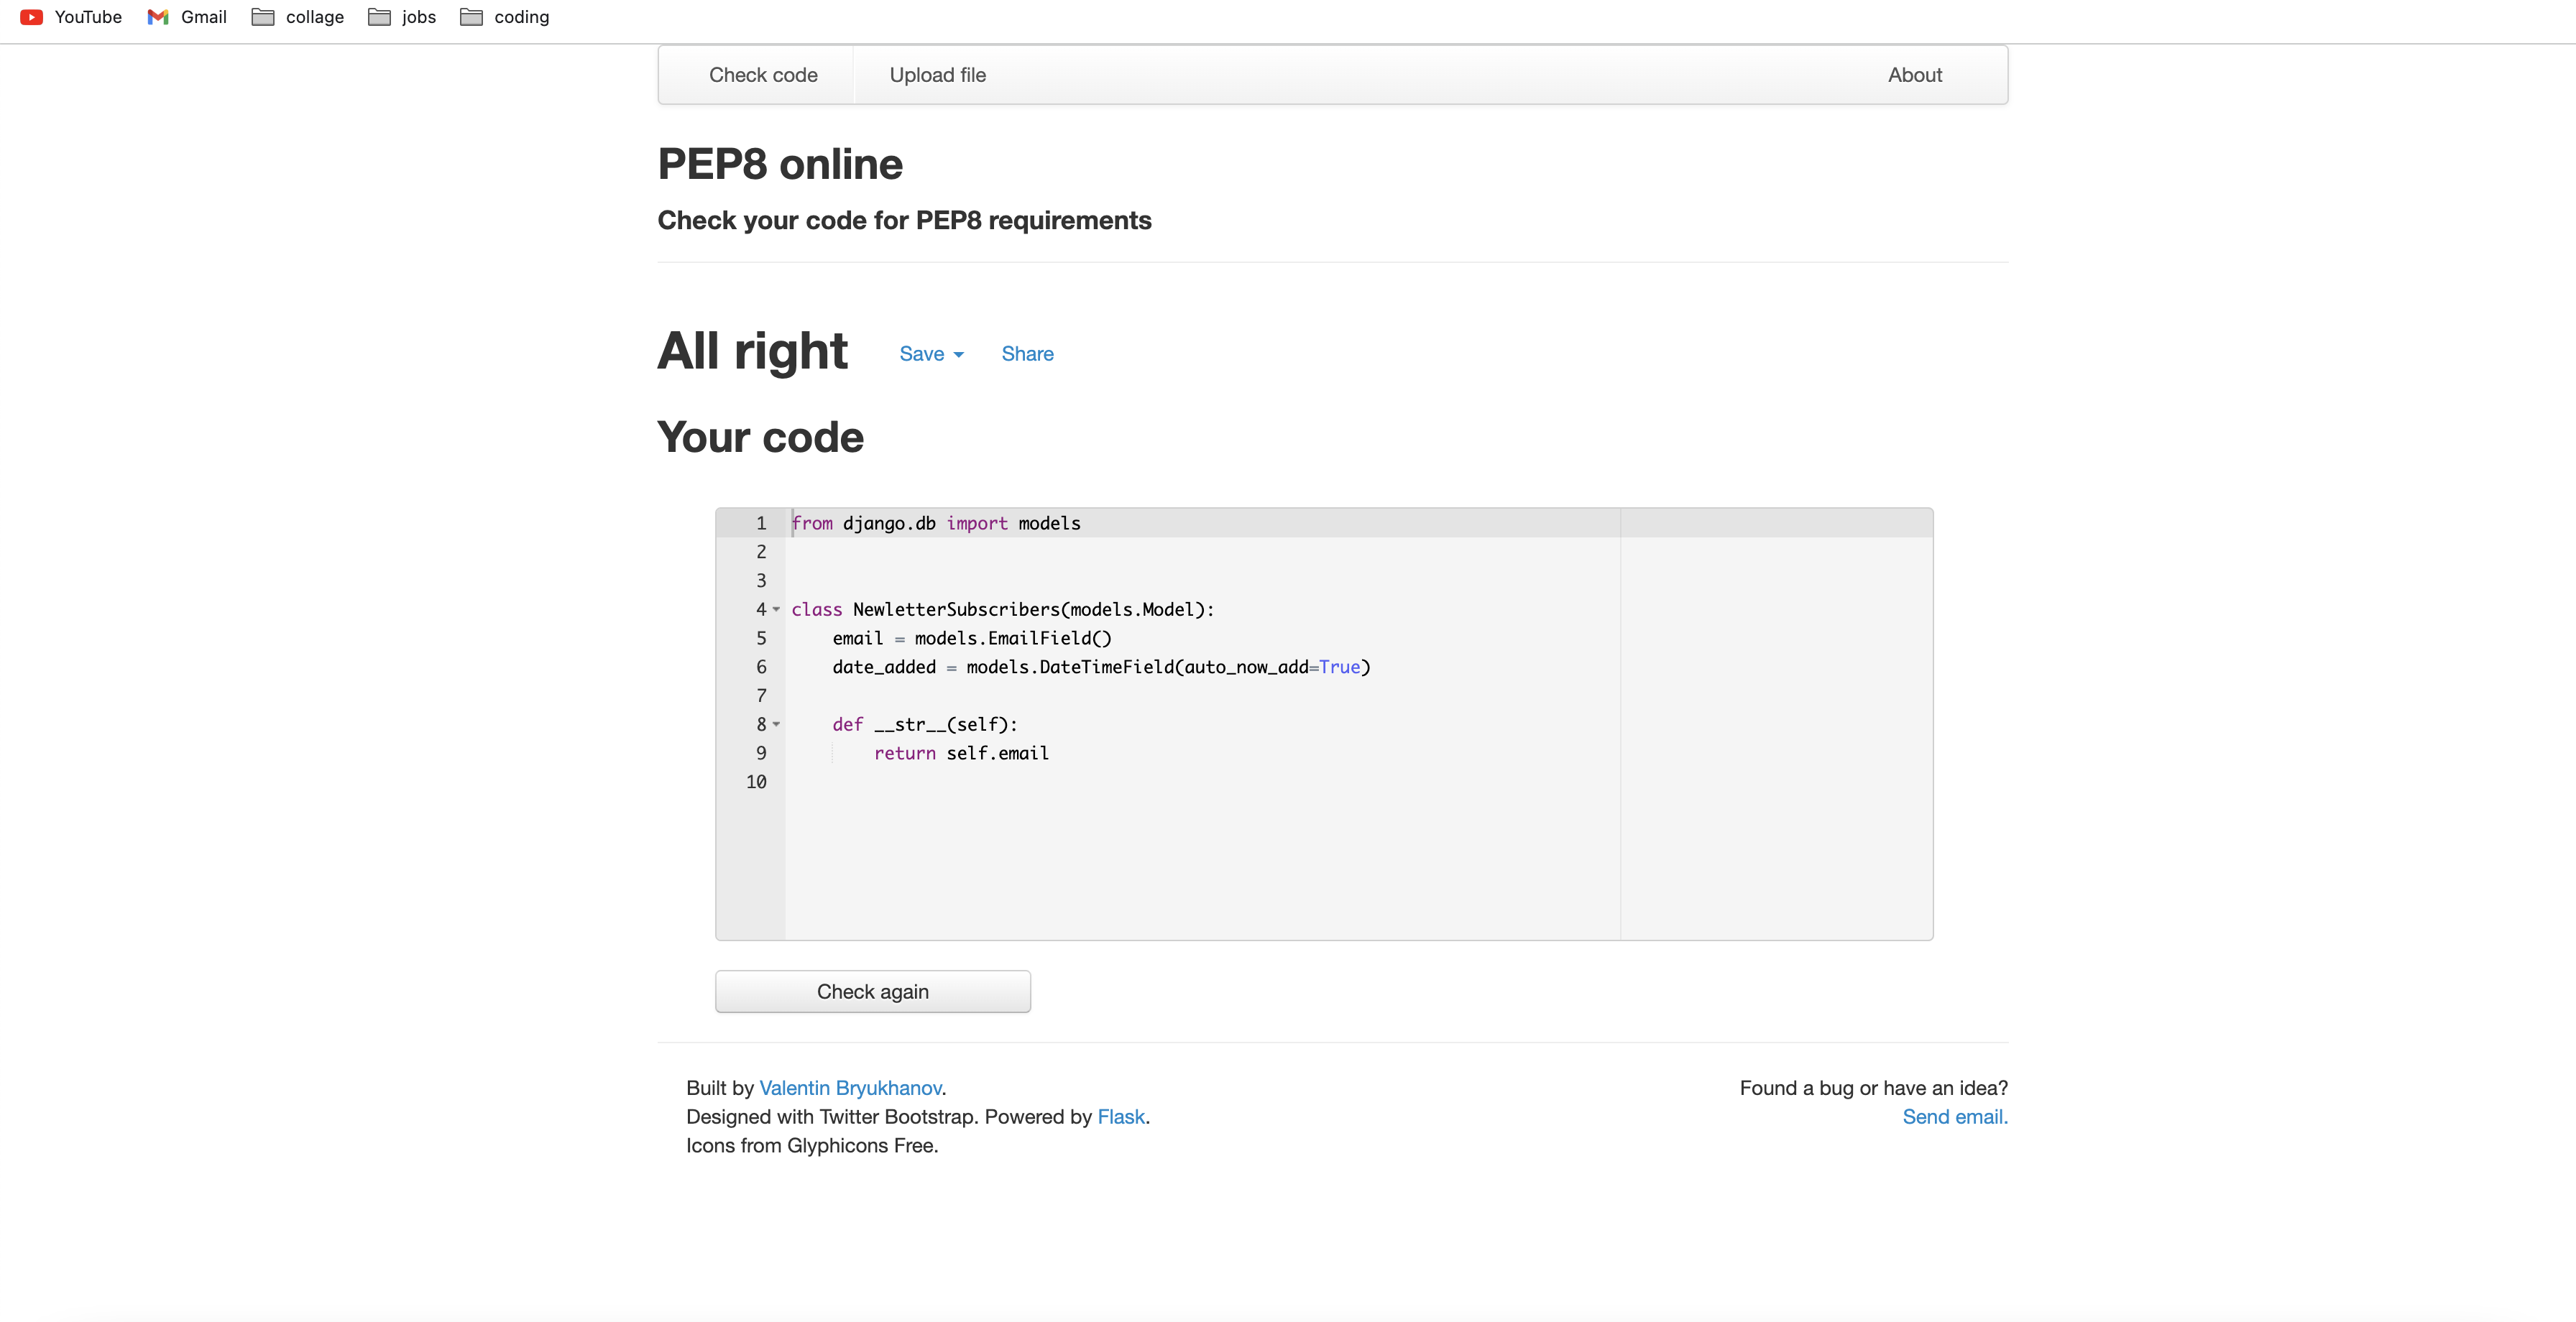 YouTube Gmail collage jobs coding
Check code Upload file About
PEP8 online
Check your code for PEP8 requirements
All right Save Share
Your code
1 from django.db import models
2
3
4 class NewletterSubscribers(models.Model):
5 email = models.EmailField()
6 date_added = models.DateTimeField(auto_now_add=True)
7
8 def __str__(self):
9 return self.email
10
Check again
Built by Valentin Bryukhanov.
Designed with Twitter Bootstrap. Powered by Flask.
Icons from Glyphicons Free.
Found a bug or have an idea?
Send email.